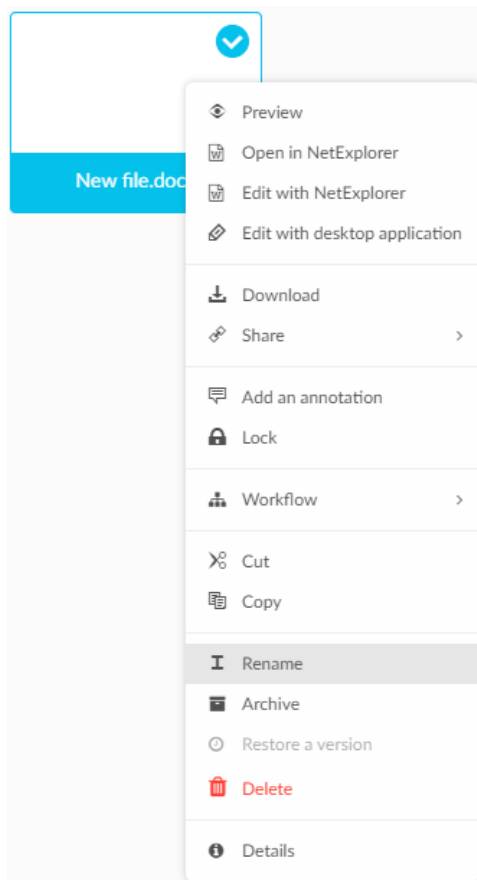 New file.doc
Preview
Open in NetExplorer
Edit with NetExplorer
Edit with desktop application
Download
Share
Add an annotation
Lock
Workflow
Cut
Copy
Rename
Archive
Restore a version
Delete
Details